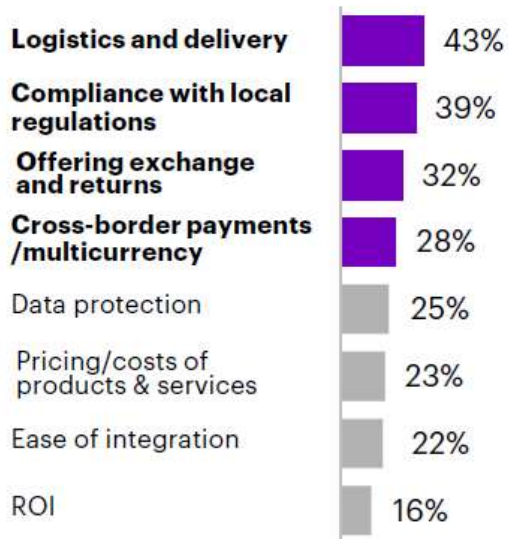 Logistics and delivery 43%
Compliance with local
regulations 39%
Offering exchange
and returns 32%
Cross-border payments
/multicurrency 28%
Data protection 25%
Pricing/costs of
products & services 23%
Ease of integration 22%
ROI 16%